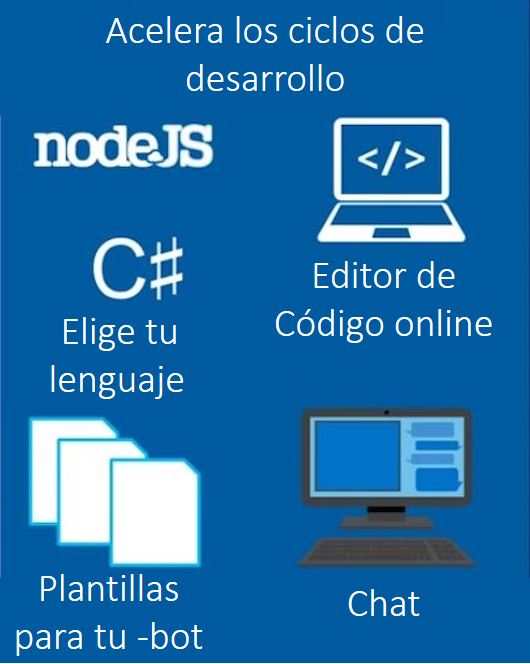 Acelera los ciclos de
desarrollo
nodeJS
C#
Elige tu
lenguaje
</>
Editor de
Código online
Plantillas
para tu -bot
Chat